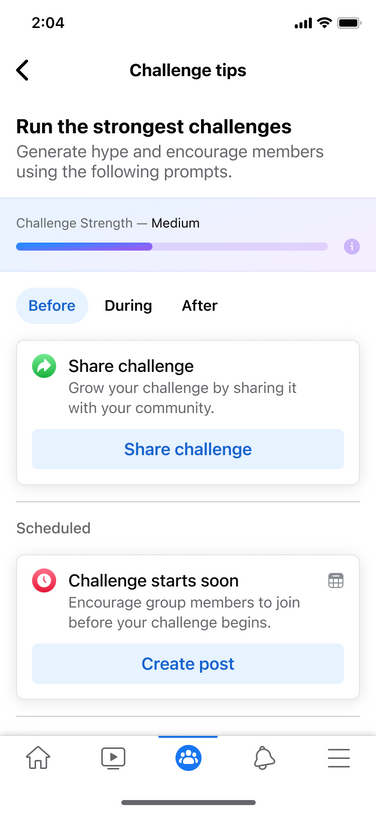 2:04
Challenge tips
Run the strongest challenges
Generate hype and encourage members
using the following prompts.
Challenge Strength — Medium
i
Before During After
Share challenge
Grow your challenge by sharing it
with your community.
Share challenge
Scheduled
Challenge starts soon
Encourage group members to join
before your challenge begins.
Create post